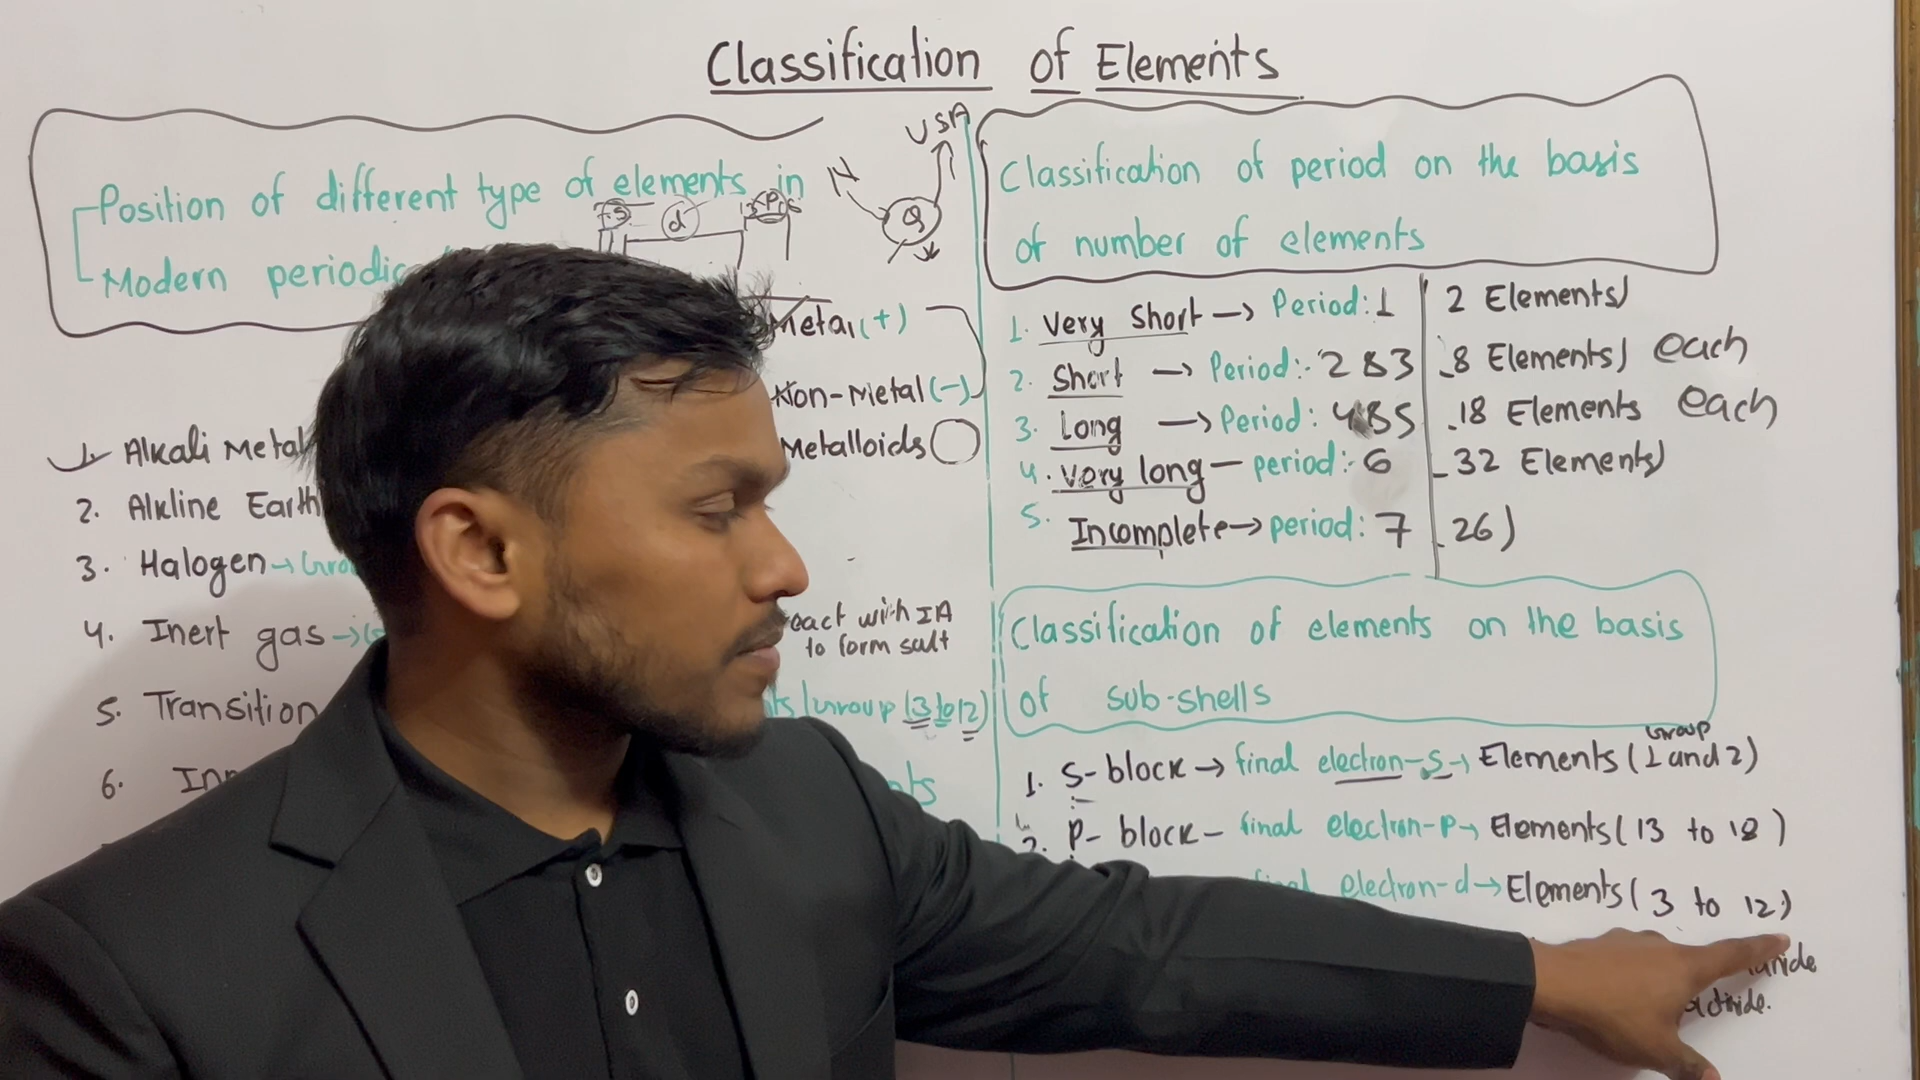 Classification of Elements
Position of different type of elements in
Modern periodic
s
d
13 P 18
N
USA
Metal (+)
Non-Metal (-)
Metalloids
1. Alkali Metal
2. Alkline Earth
3. Halogen →
4. Inert gas →
react with IA
to form salt
5. Transition
Group (3 to 12)
6.
Classification of period on the basis
of number of elements
1. Very Short → Period: 1 2 Elements)
2. Short → Period:- 2 & 3 8 Elements) each
3. Long → Period: 4 & 5 18 Elements each
4. Very long - period:- 6 32 Elements)
5. Incomplete → period: 7 26)
Classification of elements on the basis
of sub-shells
Group
1. S-block → final electron-s → Elements (1 and 2)
2. P-block - final electron-P → Elements (13 to 18)
final electron-d → Elements (3 to 12)
actinide.